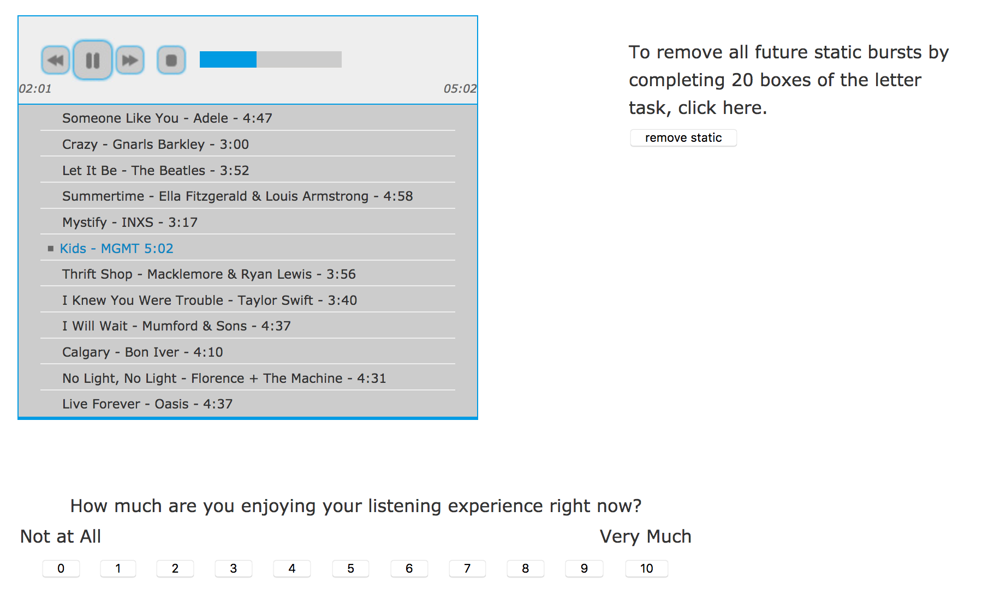 02:01
05:02
Someone Like You - Adele - 4:47
Crazy - Gnarls Barkley - 3:00
Let It Be - The Beatles - 3:52
Summertime - Ella Fitzgerald & Louis Armstrong - 4:58
Mystify - INXS - 3:17
Kids - MGMT 5:02
Thrift Shop - Macklemore & Ryan Lewis - 3:56
I Knew You Were Trouble - Taylor Swift - 3:40
I Will Wait - Mumford & Sons - 4:37
Calgary - Bon Iver - 4:10
No Light, No Light - Florence + The Machine - 4:31
Live Forever - Oasis - 4:37
To remove all future static bursts by
completing 20 boxes of the letter
task, click here.
remove static
How much are you enjoying your listening experience right now?
Not at All
Very Much
0 1 2 3 4 5 6 7 8 9 10